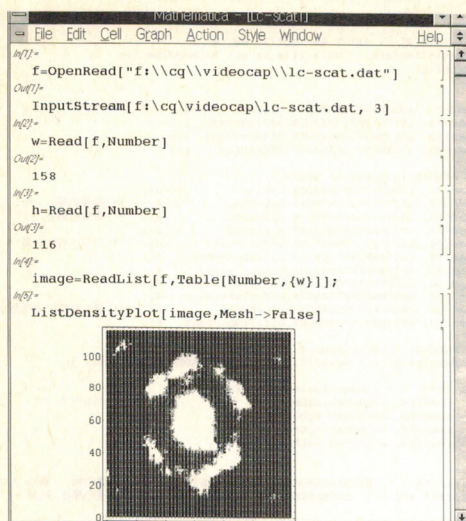 Mathematica - [Lc-scat1]
File Edit Cell Graph Action Style Window Help
In[1]:=
f=OpenRead["f:\\cq\\videocap\\lc-scat.dat"]
Out[1]=
InputStream[f:\cq\videocap\lc-scat.dat, 3]
In[2]:=
w=Read[f,Number]
Out[2]=
158
In[3]:=
h=Read[f,Number]
Out[3]=
116
In[4]:=
image=ReadList[f,Table[Number,{w}]];
In[5]:=
ListDensityPlot[image,Mesh->False]
100
80
60
40
20
0